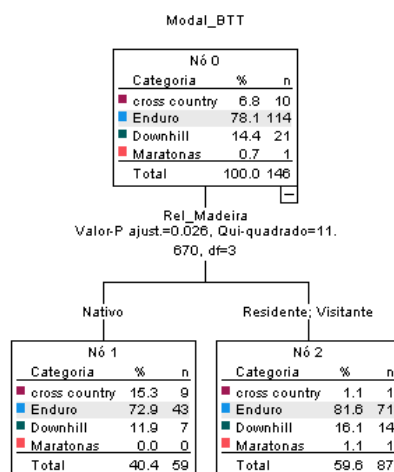 Modal_BTT
Nó 0
Categoria % n
cross country 6.8 10
Enduro 78.1 114
Downhill 14.4 21
Maratonas 0.7 1
Total 100.0 146
Rel_Madeira
Valor-P ajust.=0.026, Qui-quadrado=11.
670, df=3
Nativo
Residente; Visitante
Nó 1
Categoria % n
cross country 15.3 9
Enduro 72.9 43
Downhill 11.9 7
Maratonas 0.0 0
Total 40.4 59
Nó 2
Categoria % n
cross country 1.1 1
Enduro 81.6 71
Downhill 16.1 14
Maratonas 1.1 1
Total 59.6 87